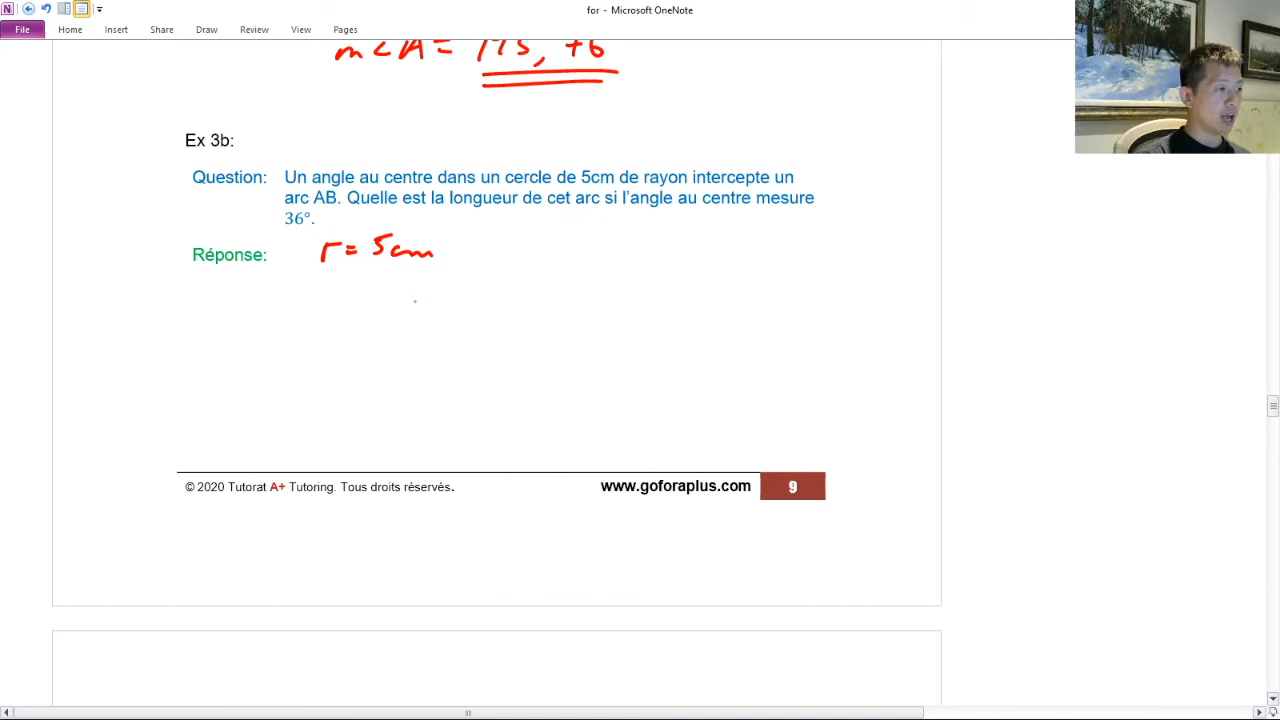 for - Microsoft OneNote
File Home Insert Share Draw Review View Pages
m < A =
Ex 3b:
Question: Un angle au centre dans un cercle de 5cm de rayon intercepte un
arc AB. Quelle est la longueur de cet arc si l’angle au centre mesure
36°.
Réponse: r = 5cm
© 2020 Tutorat A+ Tutoring. Tous droits réservés.
www.goforaplus.com 9